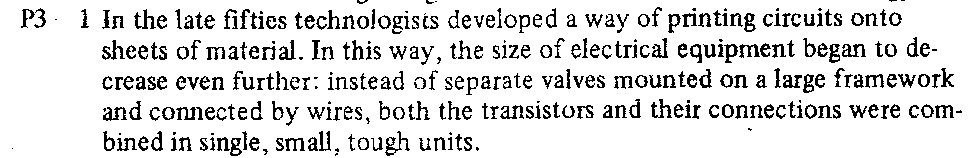 P3 1 In the late fifties technologists developed a way of printing circuits onto
sheets of material. In this way, the size of electrical equipment began to de-
crease even further: instead of separate valves mounted on a large framework
and connected by wires, both the transistors and their connections were com-
bined in single, small, tough units.